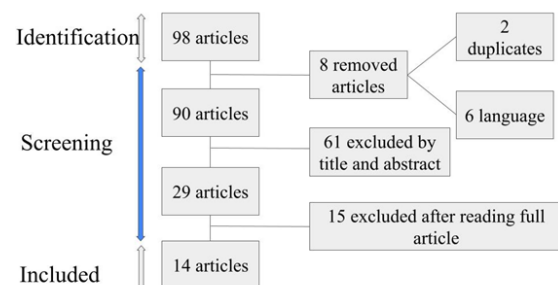 Identification
98 articles
2
duplicates
8 removed
articles
6 language
90 articles
Screening
61 excluded by
title and abstract
29 articles
15 excluded after reading full
article
Included
14 articles